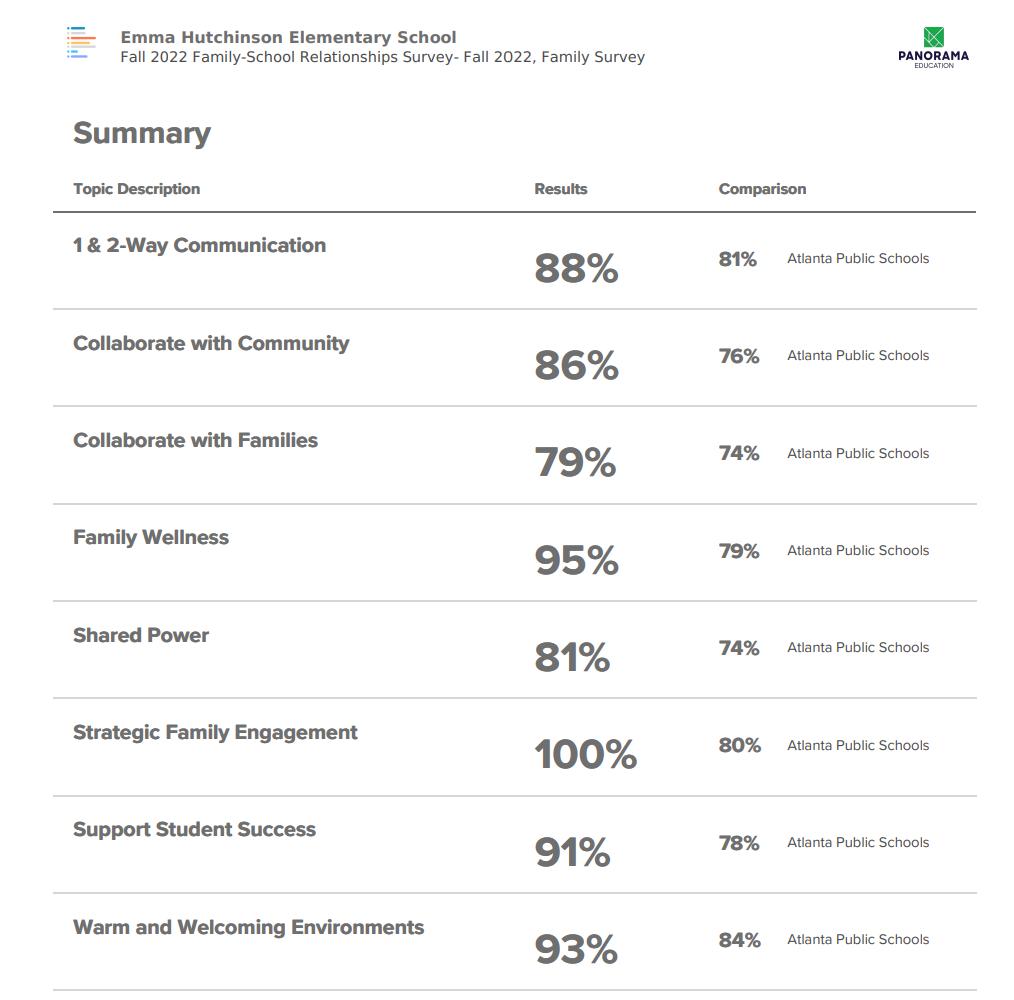 Emma Hutchinson Elementary School
Fall 2022 Family-School Relationships Survey- Fall 2022, Family Survey
PANORAMA
EDUCATION
Summary
Topic Description Results Comparison
1 & 2-Way Communication
88% 81% Atlanta Public Schools
Collaborate with Community
86% 76% Atlanta Public Schools
Collaborate with Families
79% 74% Atlanta Public Schools
Family Wellness
95% 79% Atlanta Public Schools
Shared Power
81% 74% Atlanta Public Schools
Strategic Family Engagement
100% 80% Atlanta Public Schools
Support Student Success
91% 78% Atlanta Public Schools
Warm and Welcoming Environments
93% 84% Atlanta Public Schools